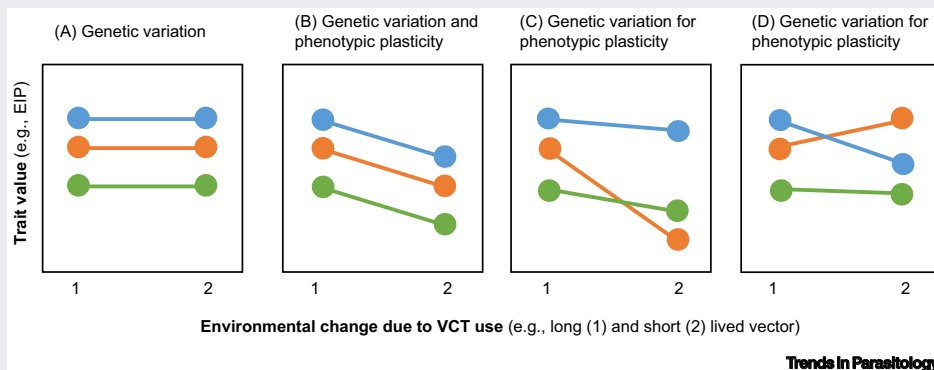 (A) Genetic variation
(B) Genetic variation and
phenotypic plasticity
(C) Genetic variation for
phenotypic plasticity
(D) Genetic variation for
phenotypic plasticity
Trait value (e.g., EIP)
1 2
1 2
1 2
1 2
Environmental change due to VCT use (e.g., long (1) and short (2) lived vector)
Trends in Parasitology